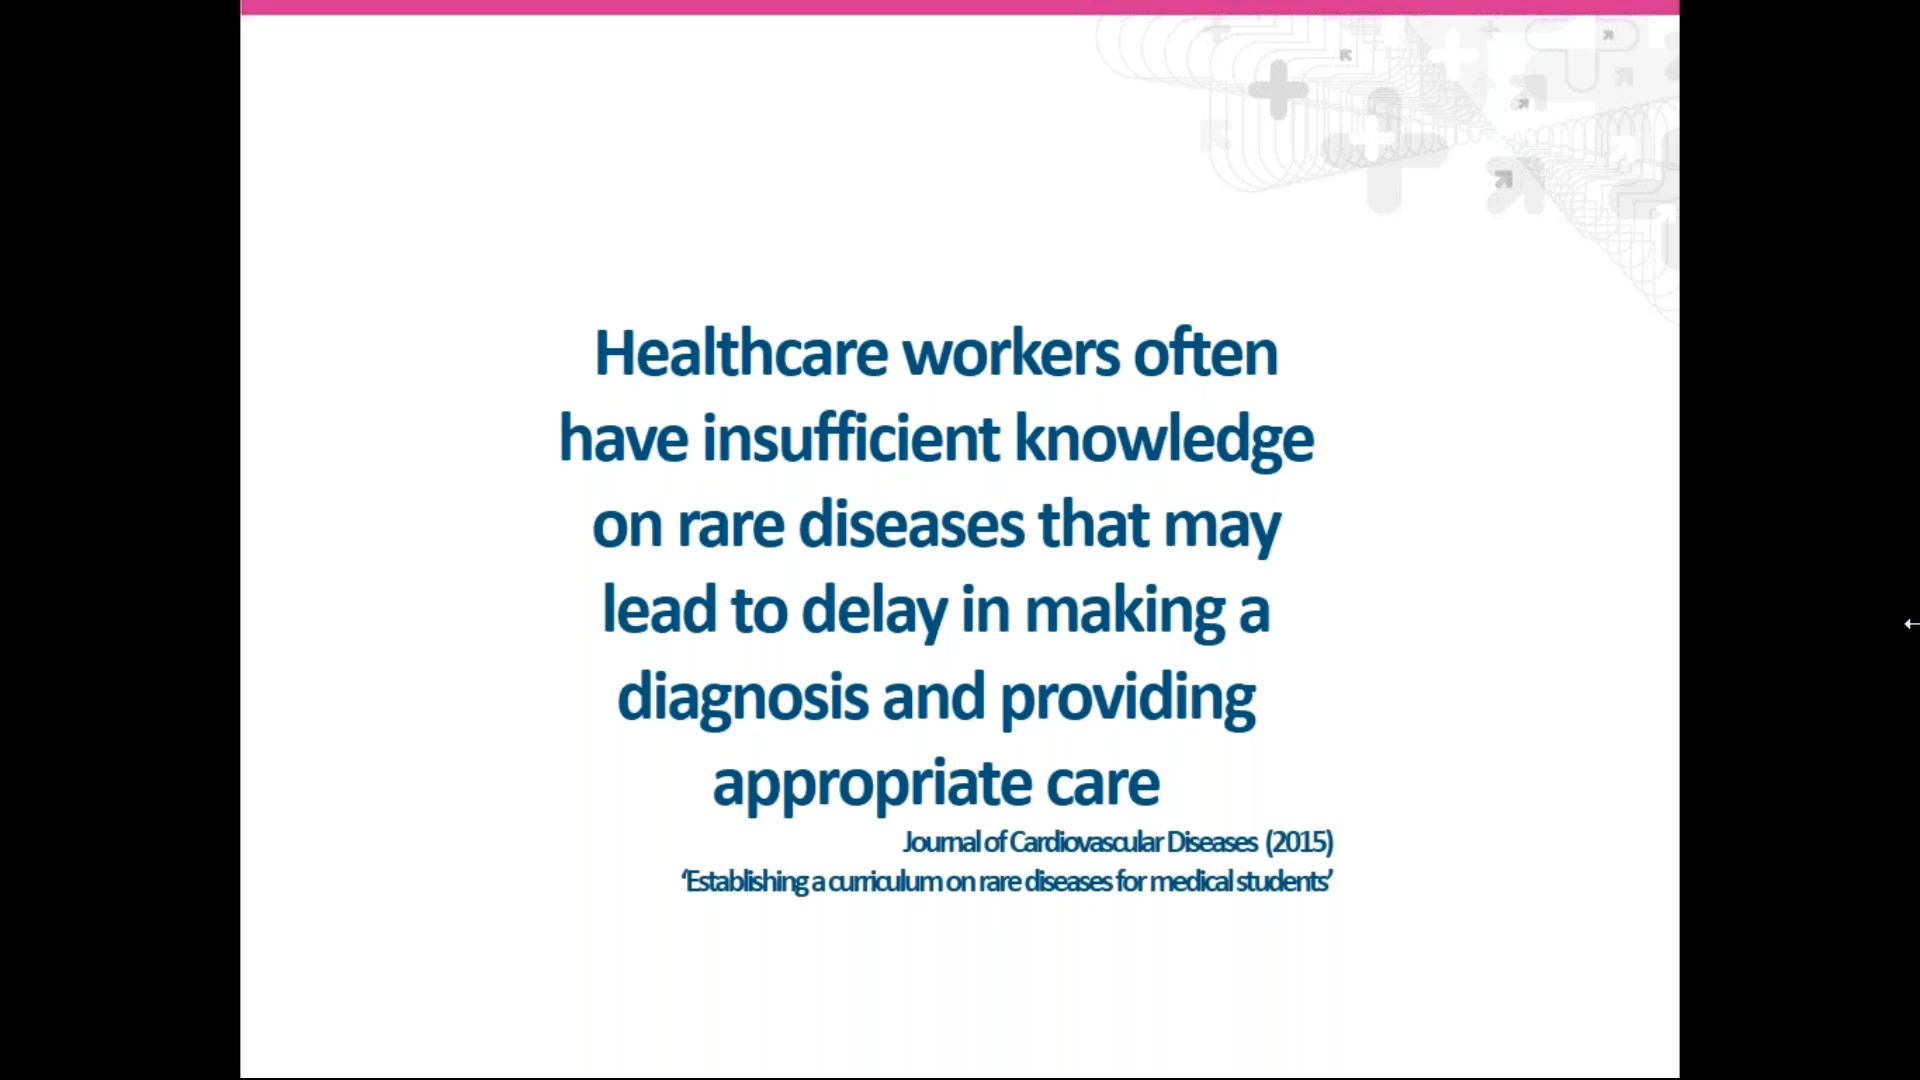 Healthcare workers often
have insufficient knowledge
on rare diseases that may
lead to delay in making a
diagnosis and providing
appropriate care
Journal of Cardiovascular Diseases (2015)
‘Establishing a curriculum on rare diseases for medical students’